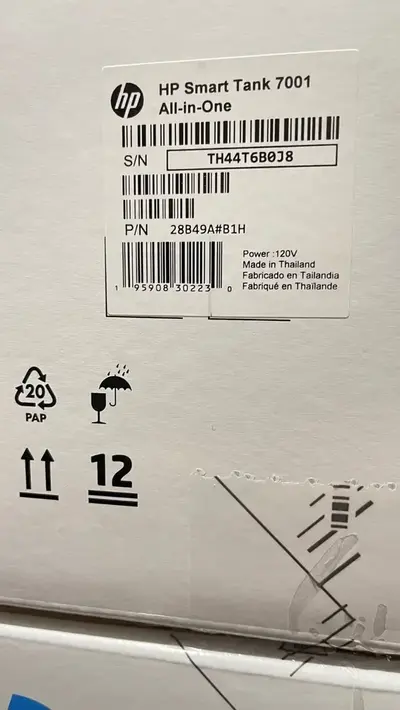 hp
HP Smart Tank 7001
All-in-One
S/N TH44T6B0J8
P/N 28B49A#B1H
Power :120V
Made in Thailand
Fabricado en Tailandia
Fabriqué en Thaïlande
1 95908 30223 0
20
PAP
12